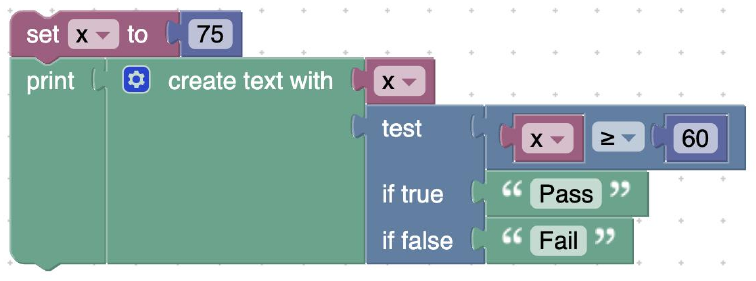 set x to 75
print create text with x
test x ≥ 60
if true “ Pass ”
if false “ Fail ”